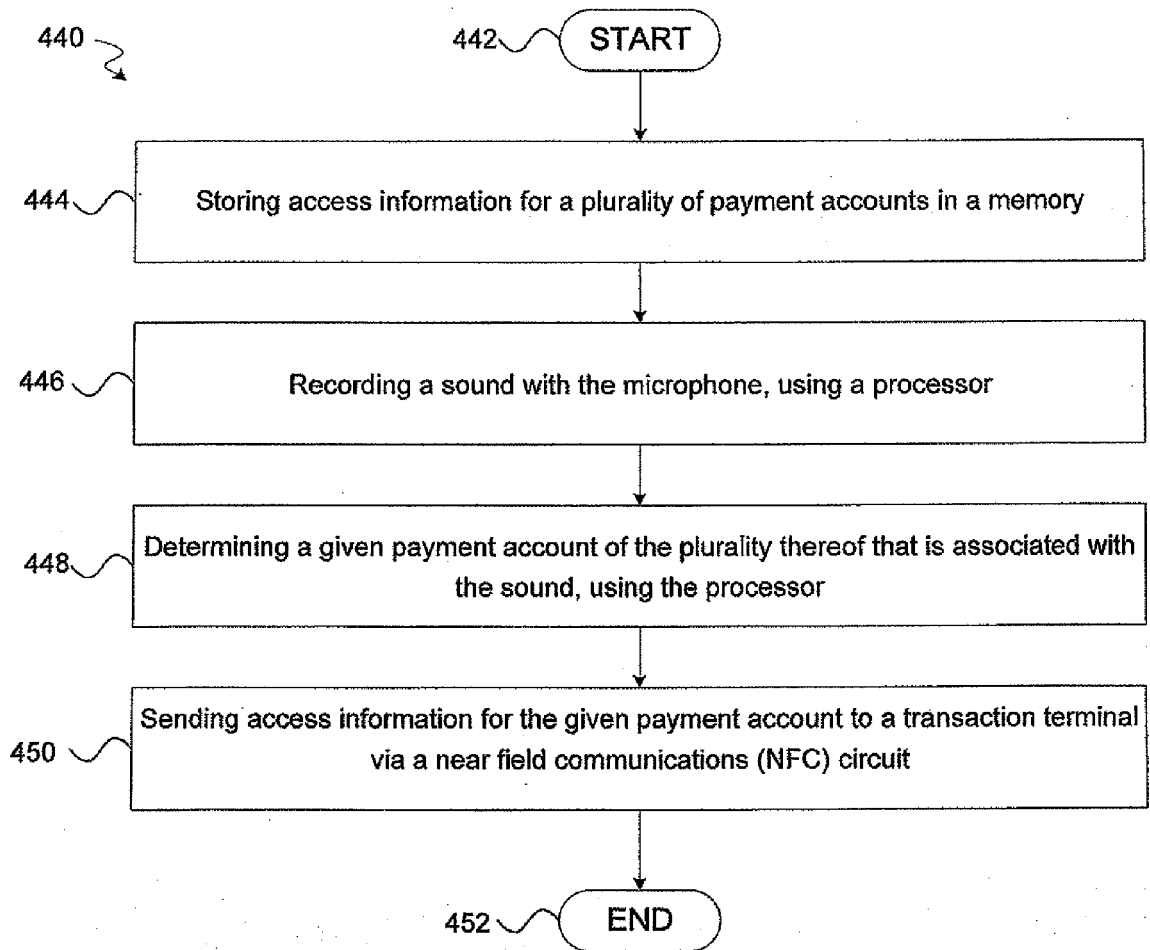 440
442
START
444
Storing access information for a plurality of payment accounts in a memory
446
Recording a sound with the microphone, using a processor
448
Determining a given payment account of the plurality thereof that is associated with
the sound, using the processor
450
Sending access information for the given payment account to a transaction terminal
via a near field communications (NFC) circuit
452
END